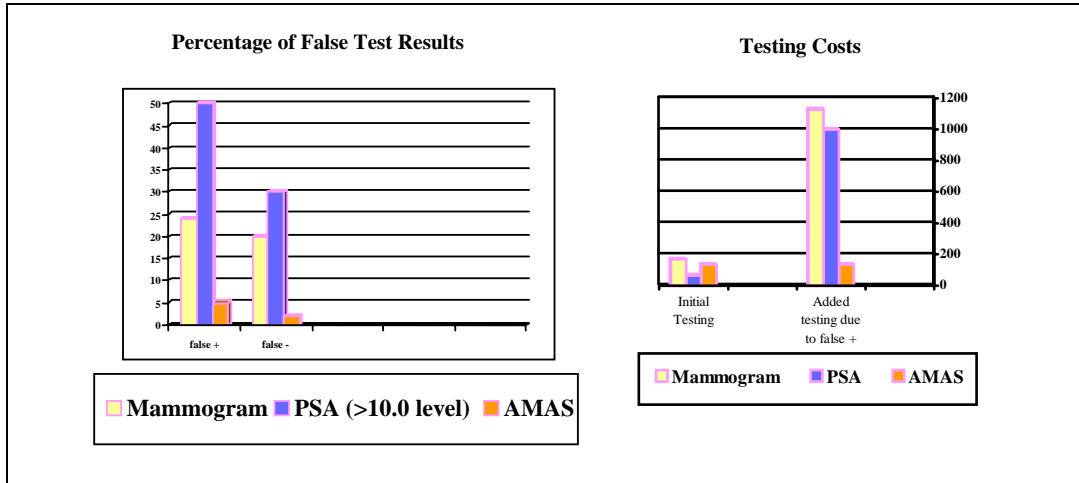 Percentage of False Test Results
50
45
40
35
30
25
20
15
10
5
0
false +
false -
Mammogram PSA (>10.0 level) AMAS
Testing Costs
1200
1000
800
600
400
200
0
Initial
Testing
Added
testing due
to false +
Mammogram PSA AMAS